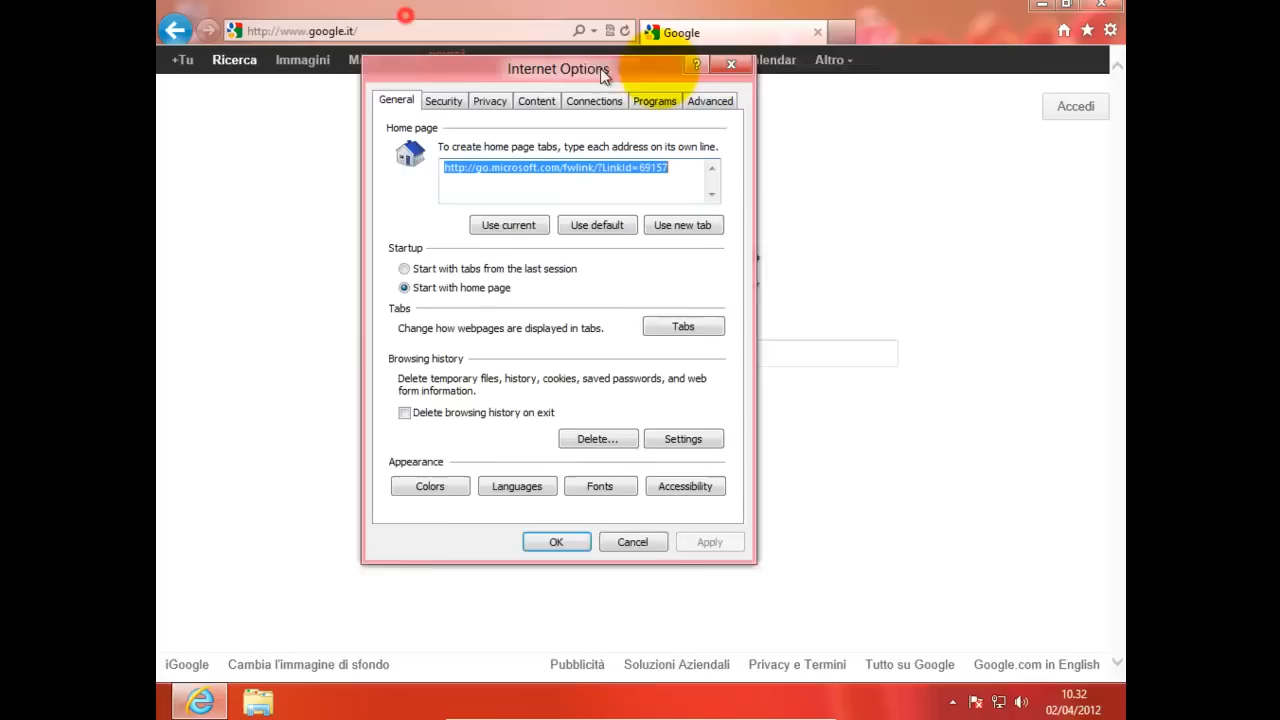 http://www.google.it/
Google
+Tu Ricerca Immagini Altro
Accedi
Internet Options
General Security Privacy Content Connections Programs Advanced
Home page
To create home page tabs, type each address on its own line.
http://go.microsoft.com/fwlink/?LinkId=69157
Use current Use default Use new tab
Startup
Start with tabs from the last session
Start with home page
Tabs
Change how webpages are displayed in tabs.
Tabs
Browsing history
Delete temporary files, history, cookies, saved passwords, and web
form information.
Delete browsing history on exit
Delete... Settings
Appearance
Colors Languages Fonts Accessibility
OK Cancel Apply
iGoogle Cambia l'immagine di sfondo Pubblicità Soluzioni Aziendali Privacy e Termini Tutto su Google Google.com in English
10.32
02/04/2012